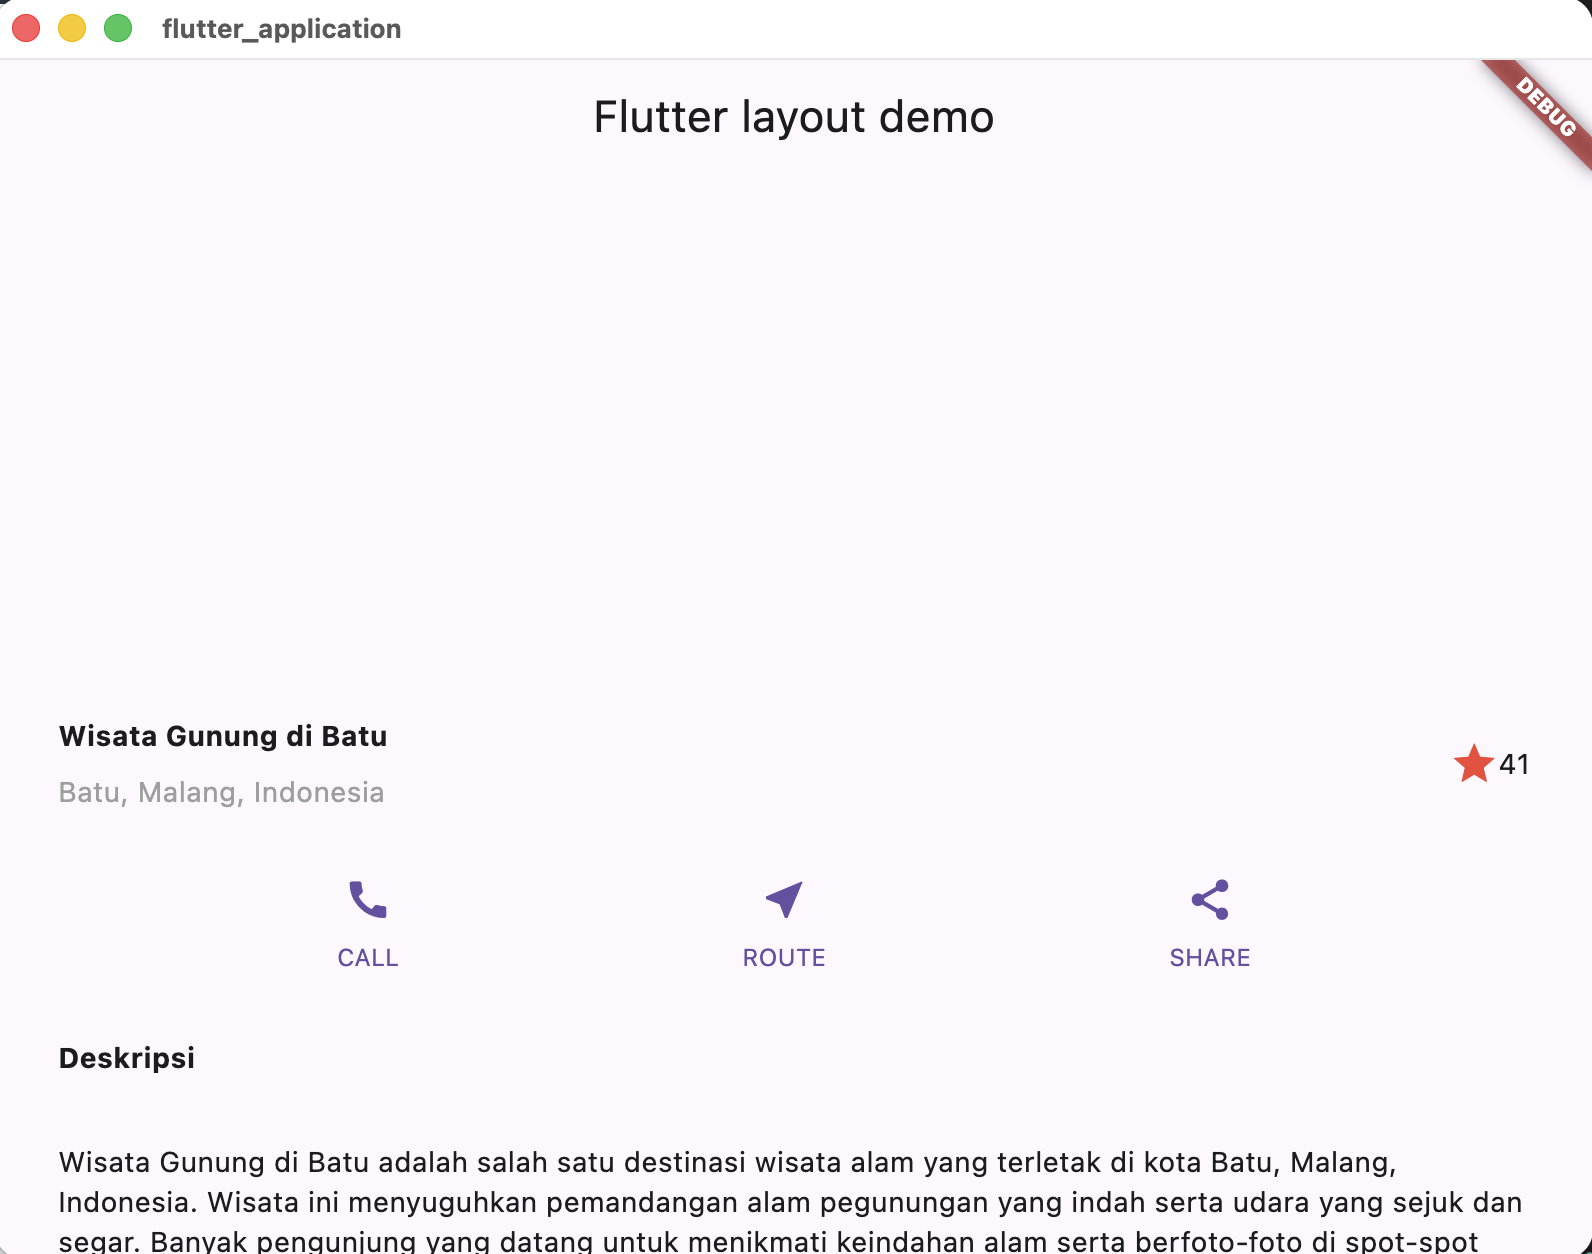 flutter_application
DEBUG
Flutter layout demo
Wisata Gunung di Batu
Batu, Malang, Indonesia
41
CALL
ROUTE
SHARE
Deskripsi
Wisata Gunung di Batu adalah salah satu destinasi wisata alam yang terletak di kota Batu, Malang,
Indonesia. Wisata ini menyuguhkan pemandangan alam pegunungan yang indah serta udara yang sejuk dan
segar. Banyak pengunjung yang datang untuk menikmati keindahan alam serta berfoto-foto di spot-spot